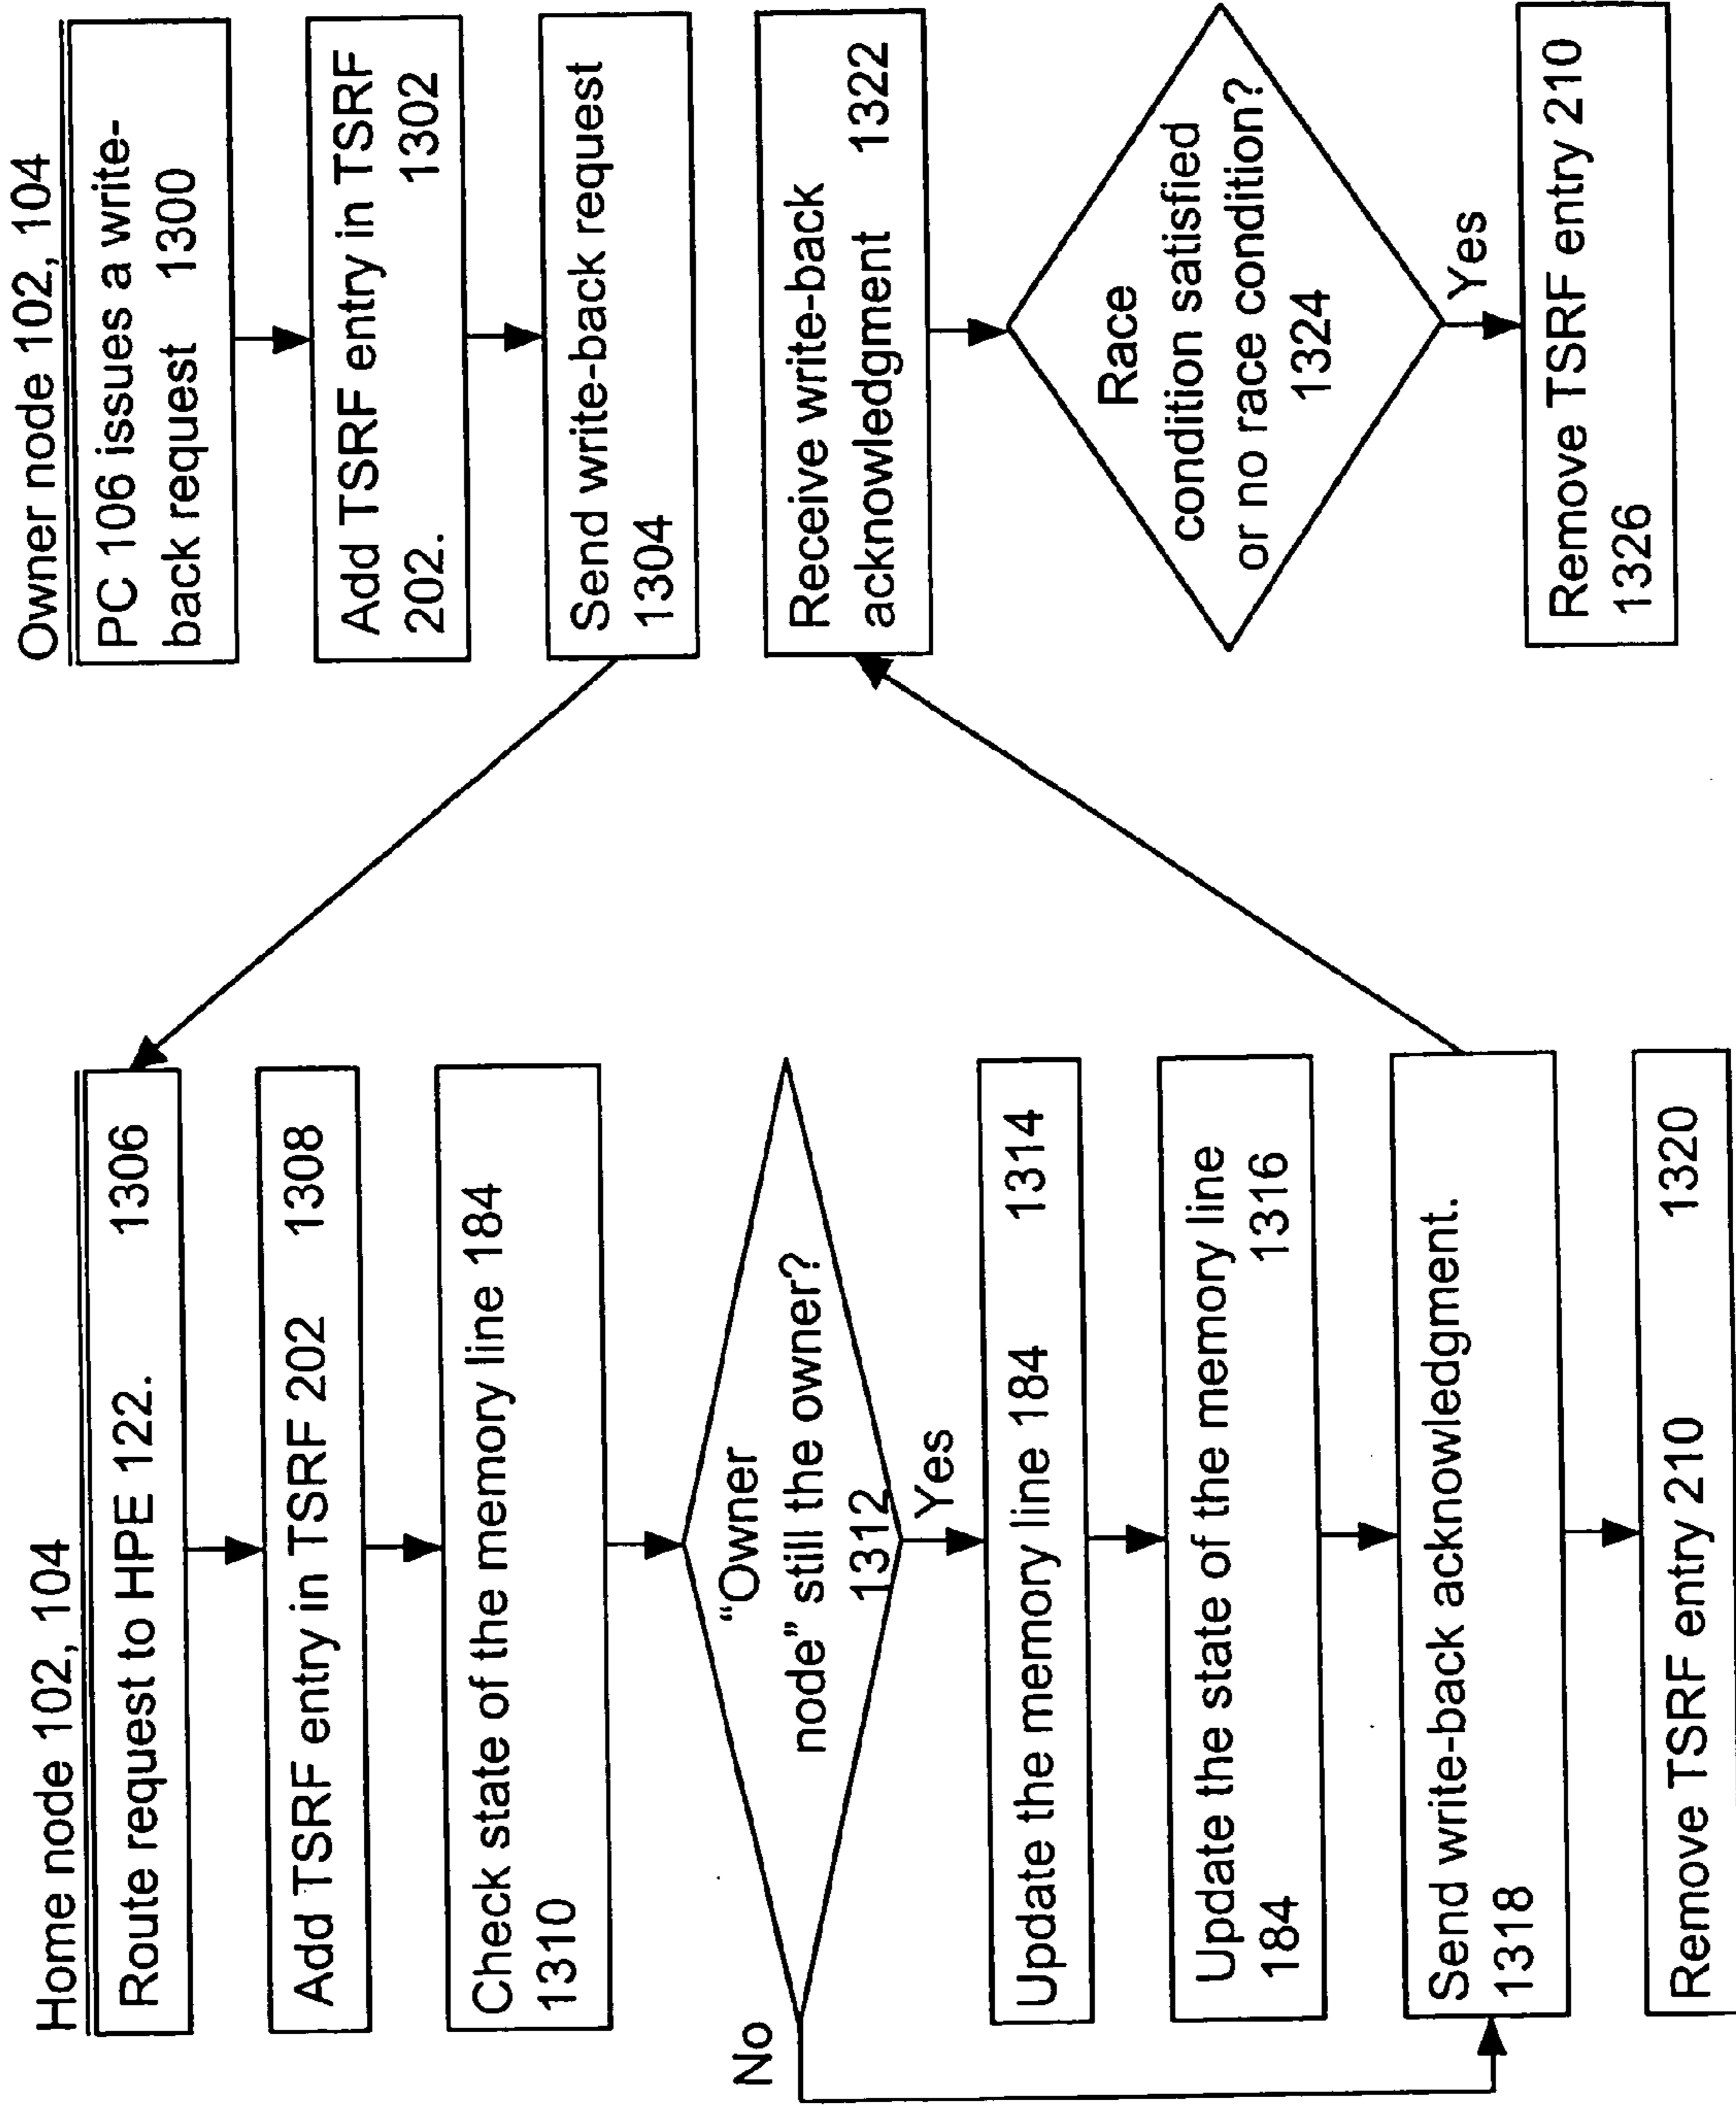 Home node 102, 104
Route request to HPE 122. 1306
Add TSRF entry in TSRF 202 1308
Check state of the memory line 184
1310
"Owner
node" still the owner?
1312
Yes
No
Update the memory line 184 1314
Update the state of the memory line
184 1316
Send write-back acknowledgment.
1318
Remove TSRF entry 210 1320
Owner node 102, 104
PC 106 issues a write-
back request 1300
Add TSRF entry in TSRF
202. 1302
Send write-back request
1304
Receive write-back
acknowledgment 1322
Race
condition satisfied
or no race condition?
1324
Yes
Remove TSRF entry 210
1326